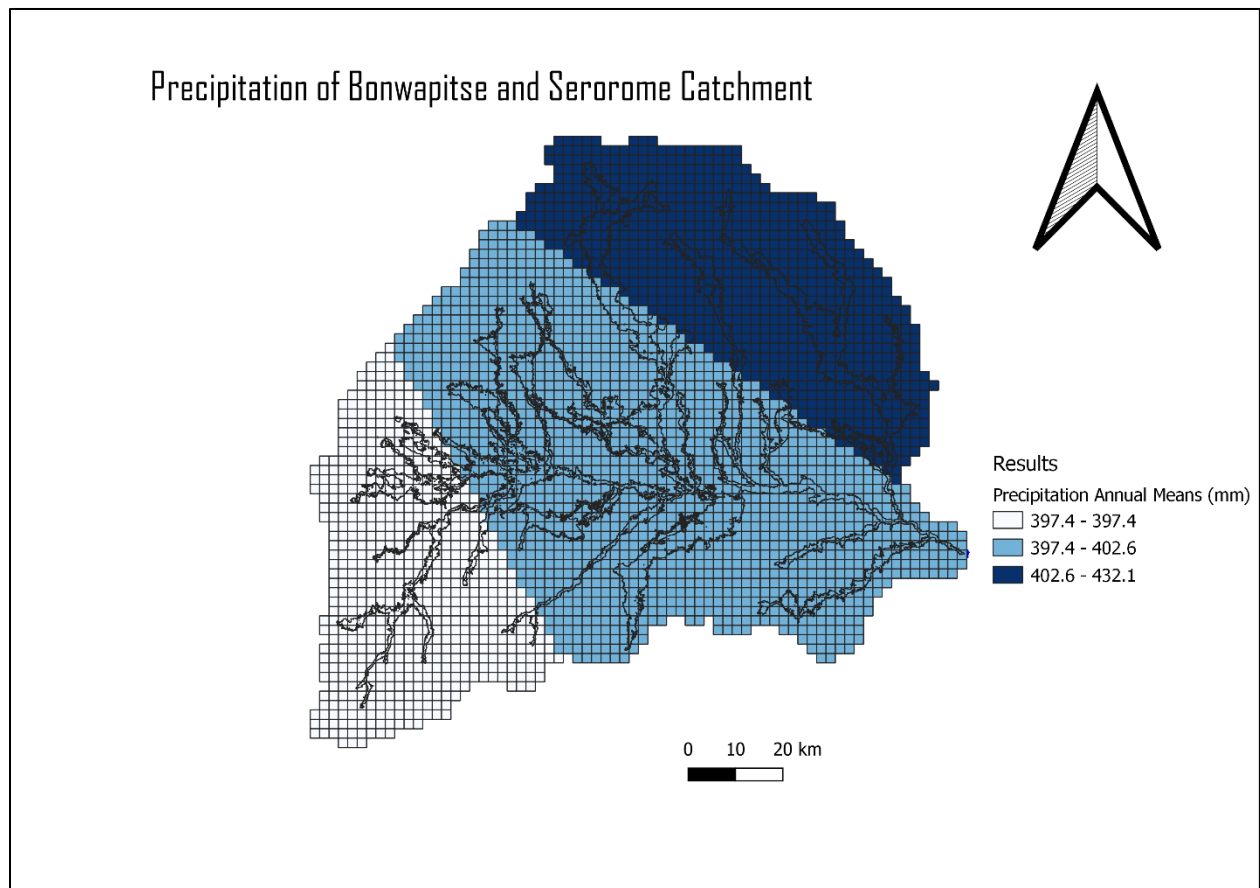 Precipitation of Bonwapitse and Serorome Catchment
Results
Precipitation Annual Means (mm)
397.4 - 397.4
397.4 - 402.6
402.6 - 432.1
0 10 20 km